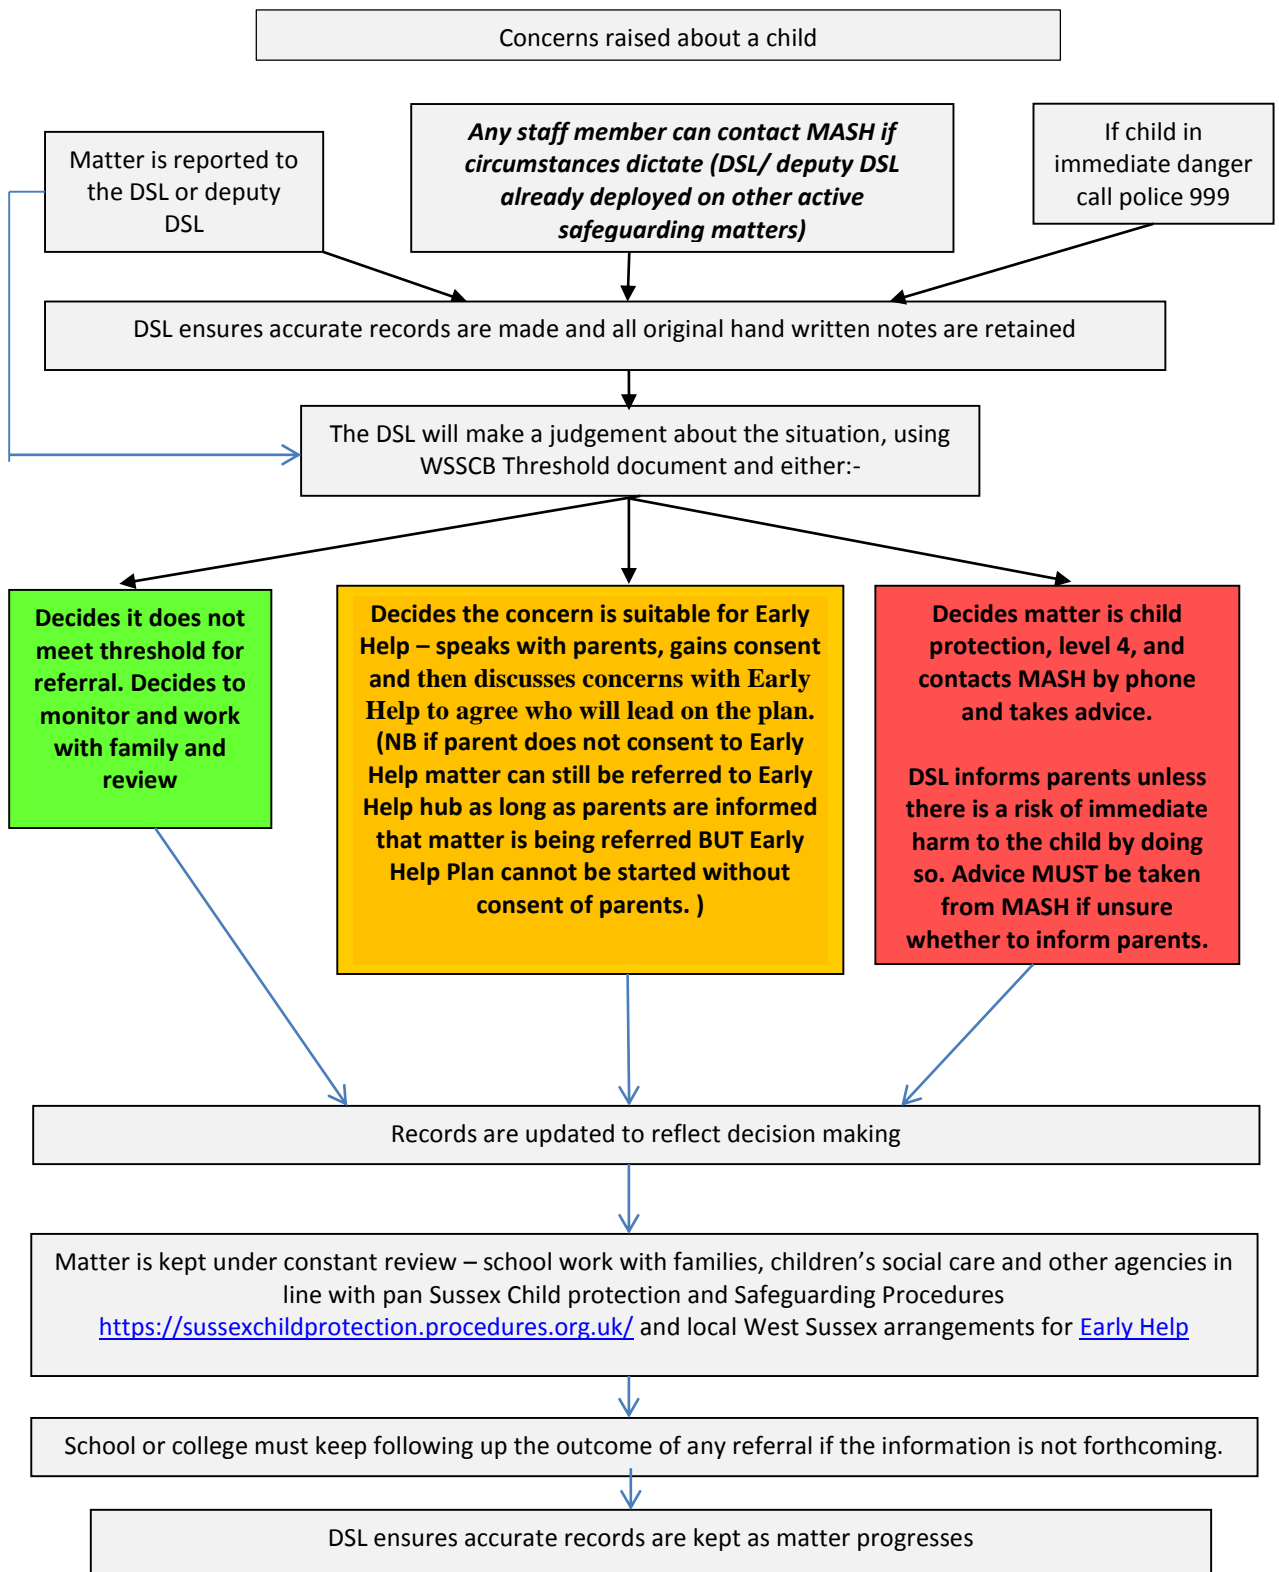 Concerns raised about a child
Matter is reported to
the DSL or deputy
DSL
Any staff member can contact MASH if
circumstances dictate (DSL/ deputy DSL
already deployed on other active
safeguarding matters)
If child in
immediate danger
call police 999
DSL ensures accurate records are made and all original hand written notes are retained
The DSL will make a judgement about the situation, using
WSSCB Threshold document and either:-
Decides it does not
meet threshold for
referral. Decides to
monitor and work
with family and
review
Decides the concern is suitable for Early
Help – speaks with parents, gains consent
and then discusses concerns with Early
Help to agree who will lead on the plan.
(NB if parent does not consent to Early
Help matter can still be referred to Early
Help hub as long as parents are informed
that matter is being referred BUT Early
Help Plan cannot be started without
consent of parents. )
Decides matter is child
protection, level 4, and
contacts MASH by phone
and takes advice.
DSL informs parents unless
there is a risk of immediate
harm to the child by doing
so. Advice MUST be taken
from MASH if unsure
whether to inform parents.
Records are updated to reflect decision making
Matter is kept under constant review – school work with families, children’s social care and other agencies in
line with pan Sussex Child protection and Safeguarding Procedures
https://sussexchildprotection.procedures.org.uk/ and local West Sussex arrangements for Early Help
School or college must keep following up the outcome of any referral if the information is not forthcoming.
DSL ensures accurate records are kept as matter progresses